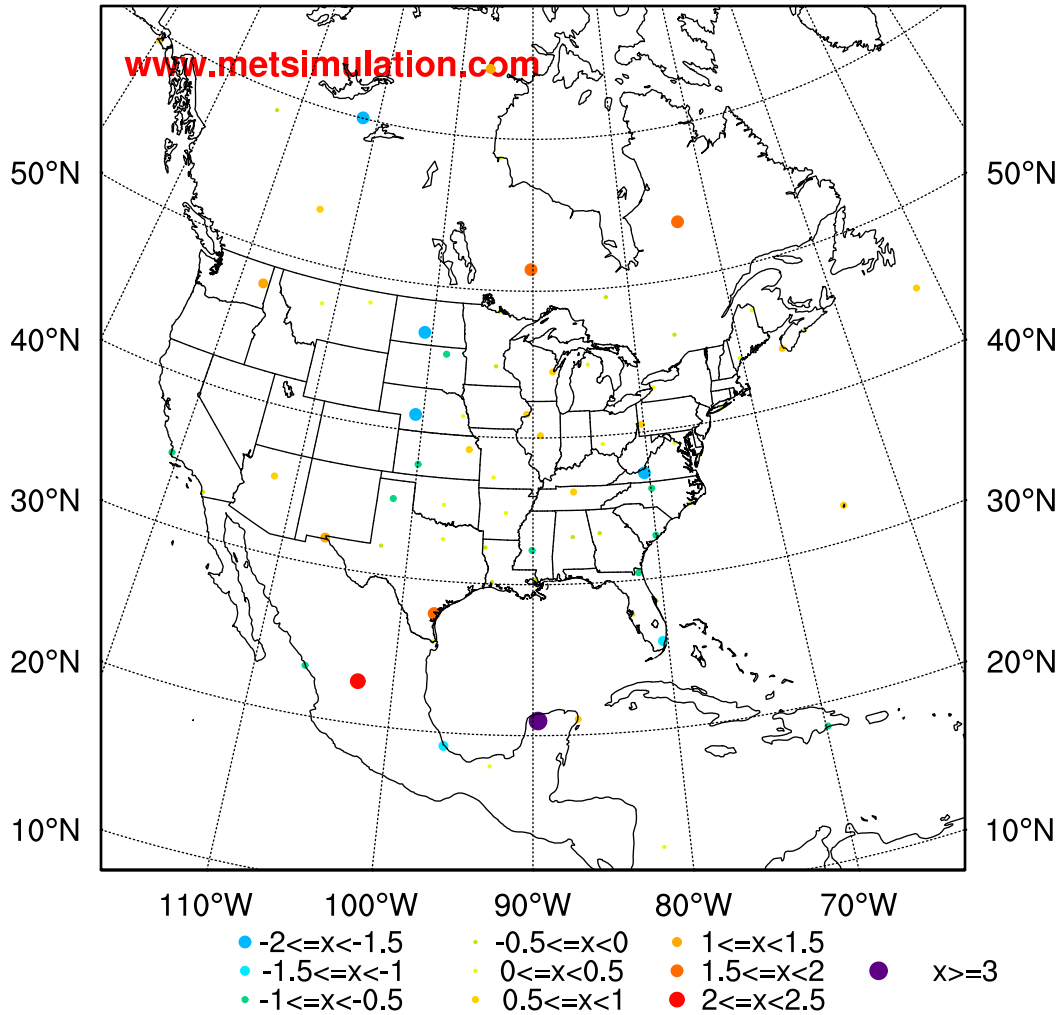 www.metsimulation.com
50°N 50°N
40°N 40°N
30°N 30°N
20°N 20°N
10°N 10°N
110°W 100°W 90°W 80°W 70°W
-2<=x<-1.5 -0.5<=x<0 1<=x<1.5
-1.5<=x<-1 0<=x<0.5 1.5<=x<2 x>=3
-1<=x<-0.5 0.5<=x<1 2<=x<2.5